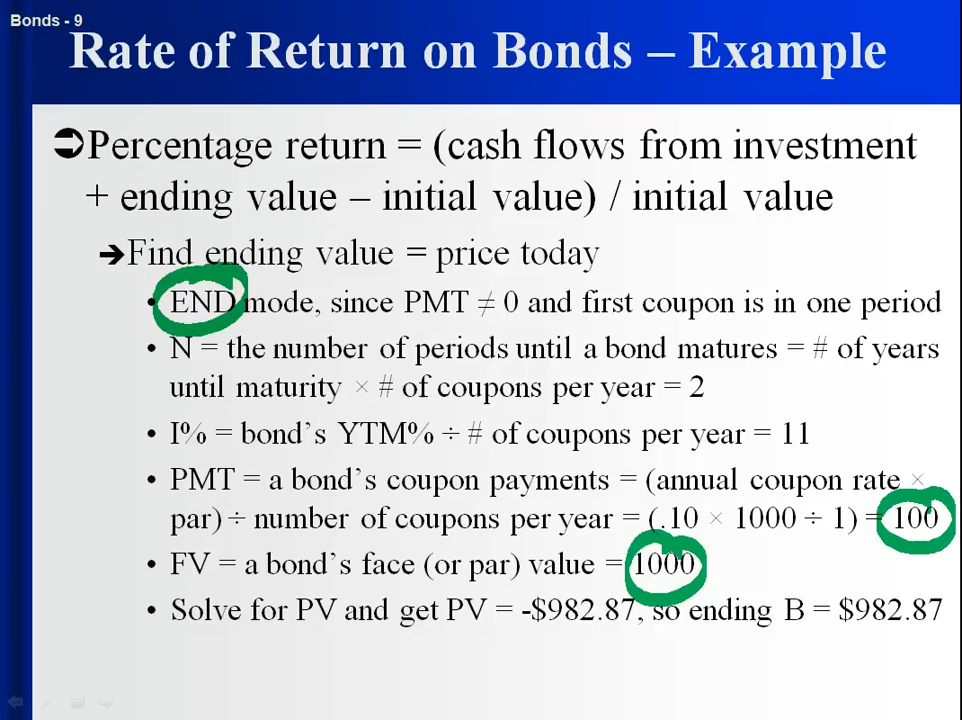 Bonds - 9
Rate of Return on Bonds – Example
Percentage return = (cash flows from investment
+ ending value – initial value) / initial value
Find ending value = price today
• END mode, since PMT ≠ 0 and first coupon is in one period
• N = the number of periods until a bond matures = # of years
until maturity × # of coupons per year = 2
• I% = bond's YTM% ÷ # of coupons per year = 11
• PMT = a bond's coupon payments = (annual coupon rate ×
par) ÷ number of coupons per year = (.10 × 1000 ÷ 1) = 100
• FV = a bond's face (or par) value = 1000
• Solve for PV and get PV = -$982.87, so ending B = $982.87